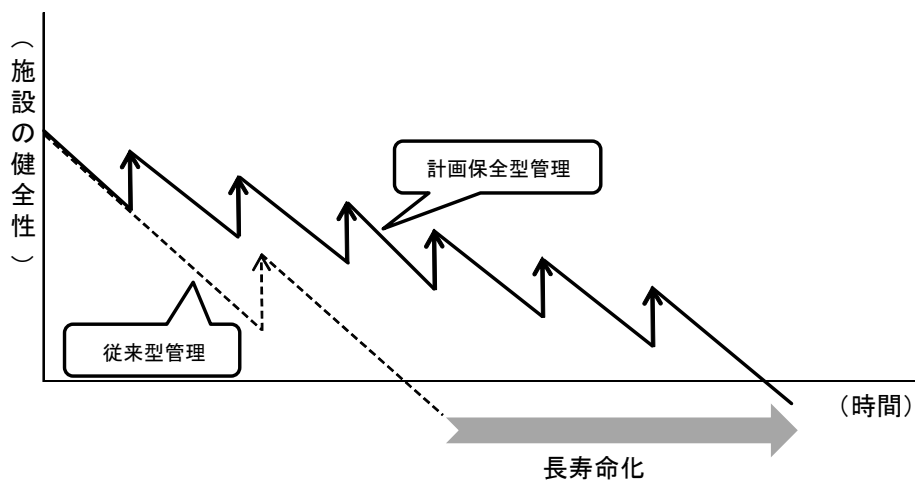 （施設の健全性）
計画保全型管理
従来型管理
（時間）
長寿命化